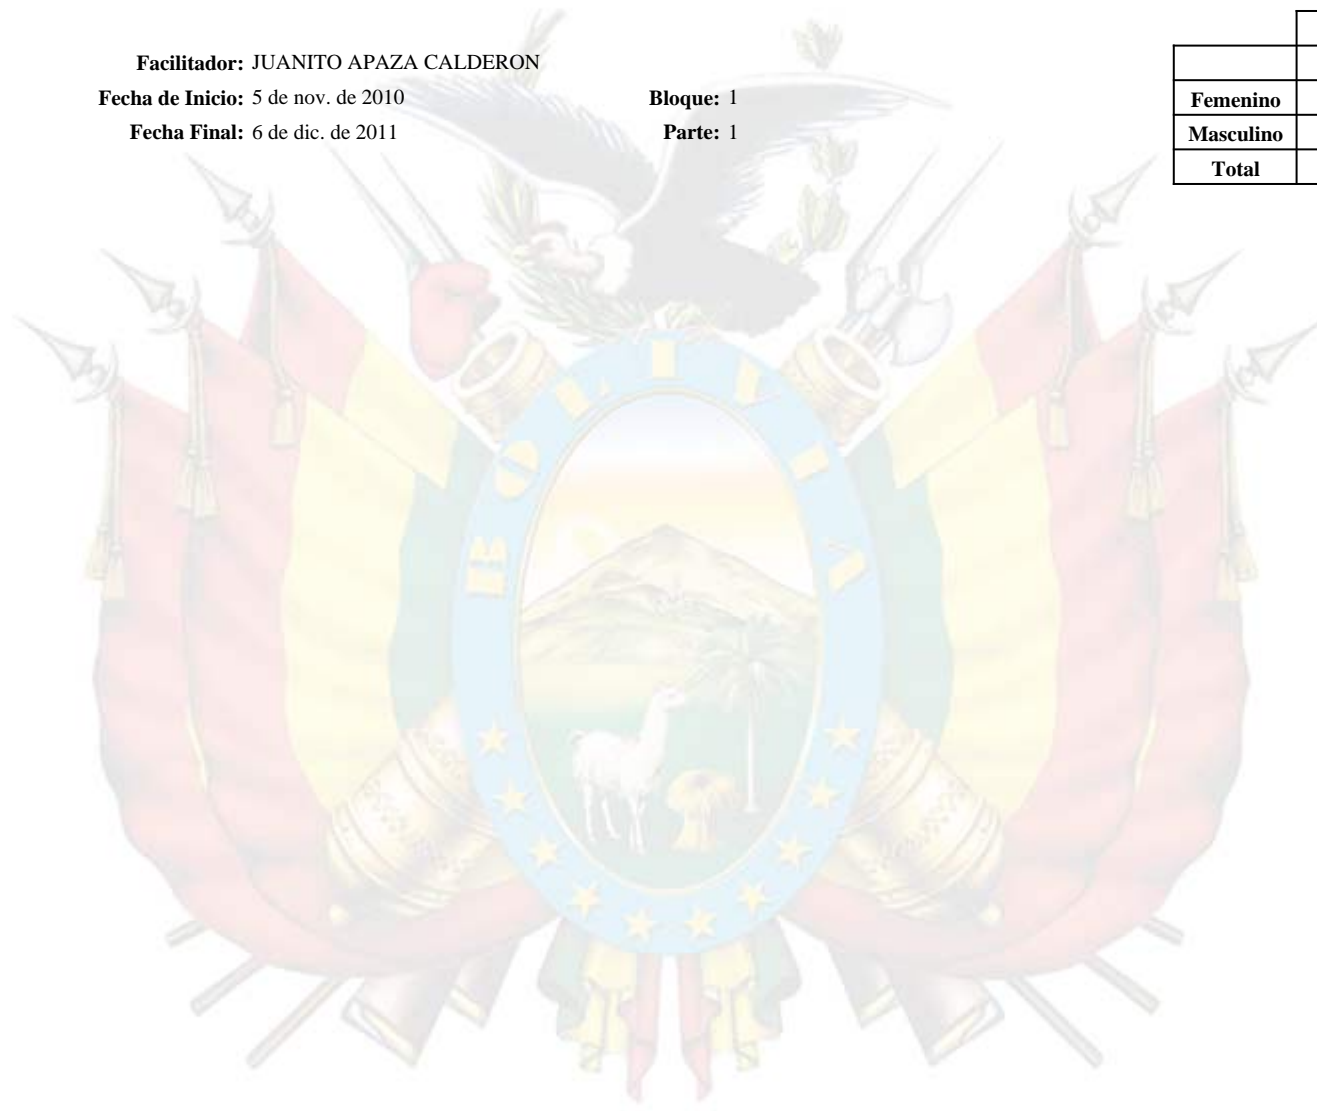 Facilitador: JUANITO APAZA CALDERON
Fecha de Inicio: 5 de nov. de 2010 Bloque: 1
Fecha Final: 6 de dic. de 2011 Parte: 1
Femenino
Masculino
Total
BOLIVIA